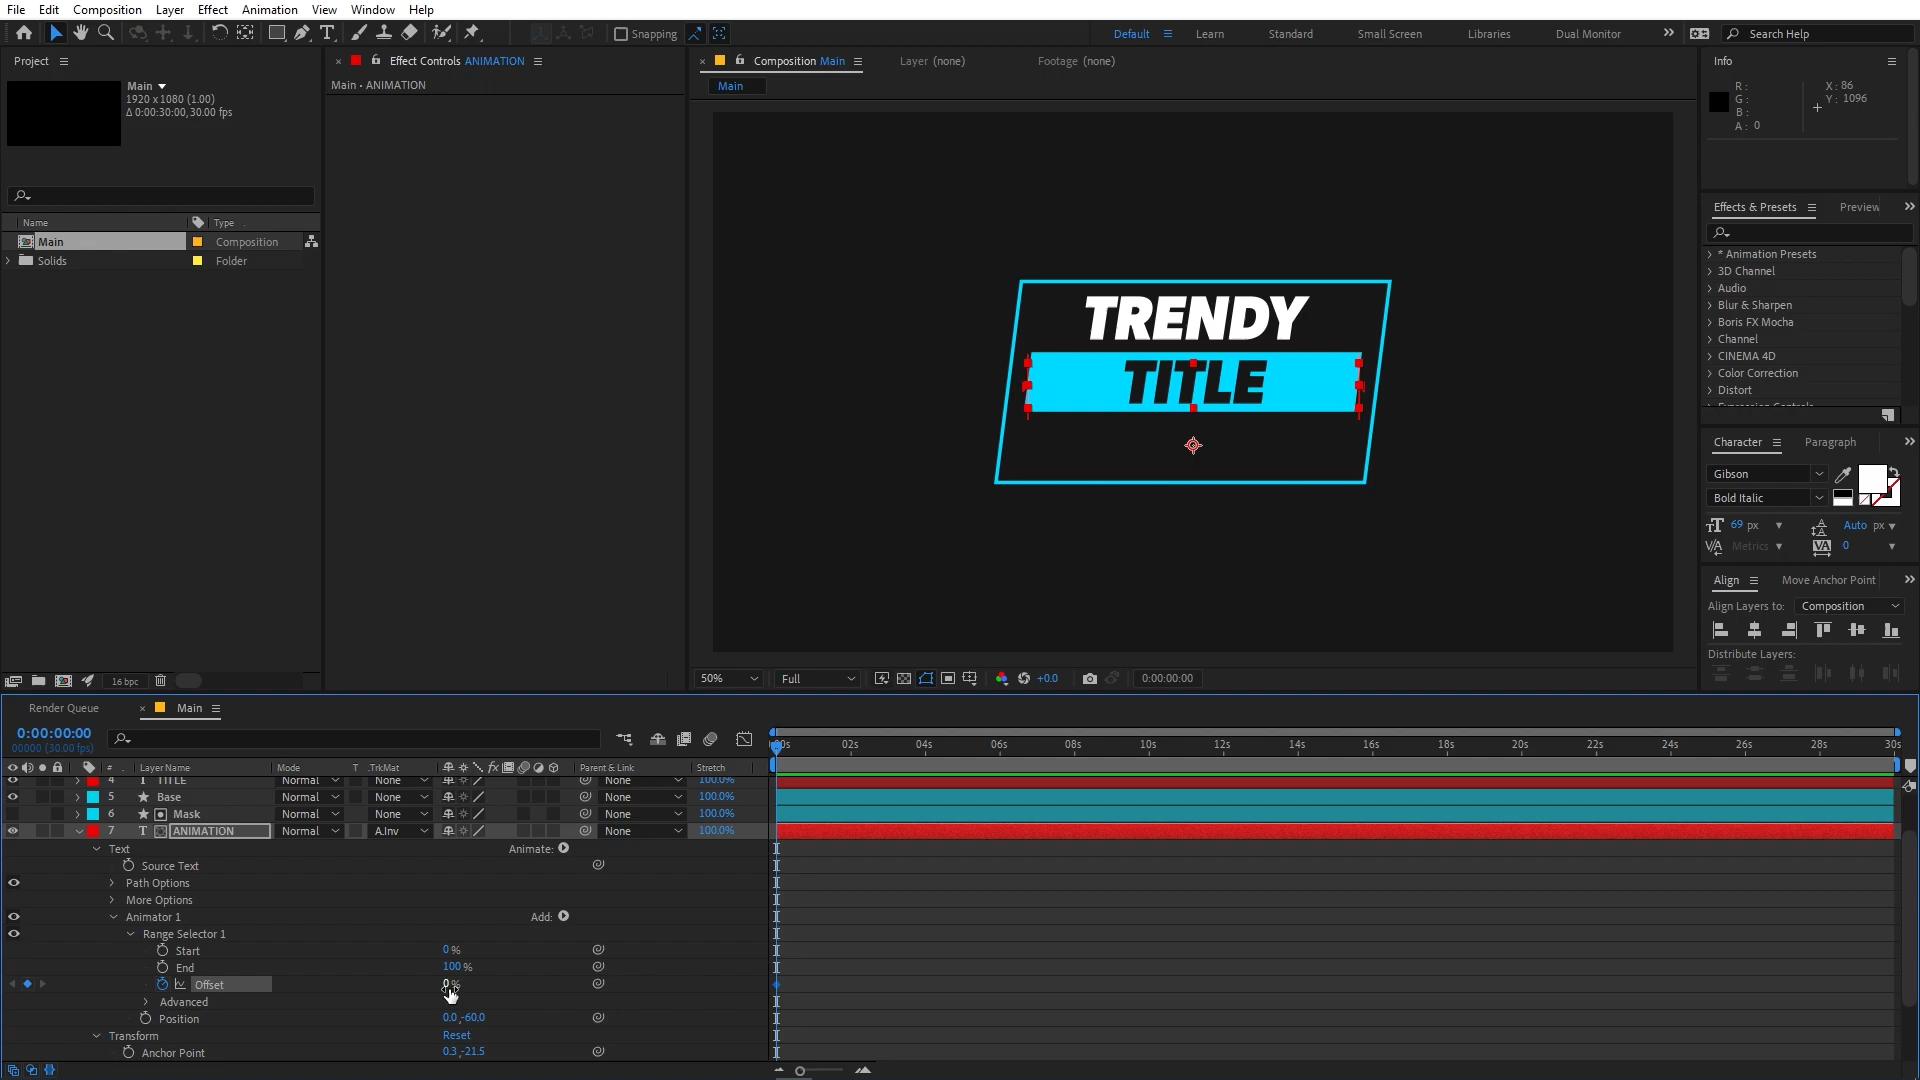 File Edit Composition Layer Effect Animation View Window Help
Snapping Default Learn Standard Small Screen Libraries Dual Monitor Search Help
Project
Effect Controls ANIMATION
Composition Main
Layer (none)
Footage (none)
Info
Main
1920 x1080 (1.00)
Δ 0:00:30:00, 30.00 fps
Main • ANIMATION
Main
R :
G :
B :
A : 0
X : 86
Y : 1096
Name Type
Main Composition
Solids Folder
TRENDY
TITLE
Effects & Presets Preview
* Animation Presets
3D Channel
Audio
Blur & Sharpen
Boris FX Mocha
Channel
CINEMA 4D
Color Correction
Distort
Character Paragraph
Gibson
Bold Italic
69 px Auto px
Metrics 0
Align Move Anchor Point
Align Layers to: Composition
Distribute Layers:
16 bpc
50% Full +0.0 0:00:00:00
Render Queue Main
0:00:00:00
00000 (30.00 fps)
02s 04s 06s 08s 10s 12s 14s 16s 18s 20s 22s 24s 26s 28s 30s
# Layer Name Mode T .TrkMat Parent & Link Stretch
4 TITLE Normal None None 100.0%
5 Base Normal None None 100.0%
6 Mask Normal None None 100.0%
7 T ANIMATION Normal A.Inv None 100.0%
Text Animate:
Source Text
Path Options
More Options
Animator 1 Add:
Range Selector 1
Start 0 %
End 100 %
Offset 0 %
Advanced
Position 0.0 ,-60.0
Transform Reset
Anchor Point 0.3 ,-21.5